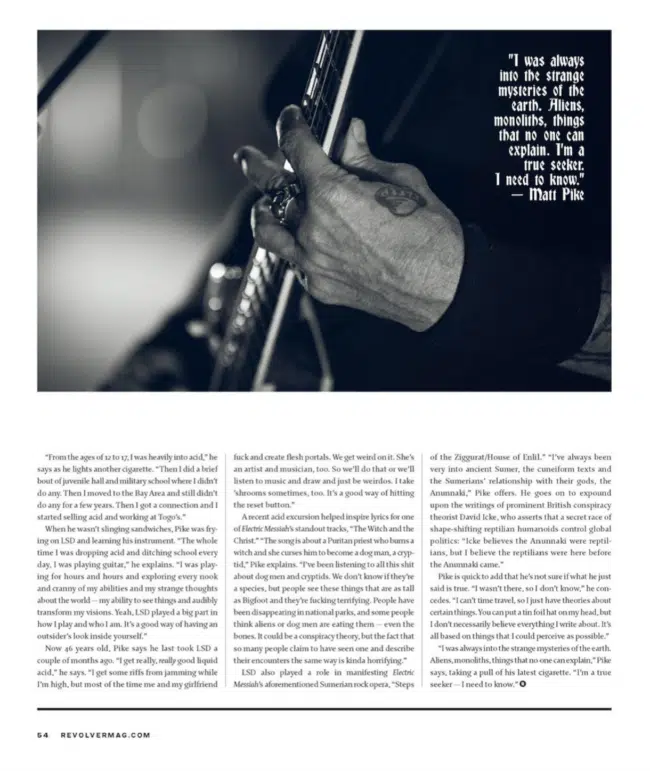 "I was always
into the strange
mysteries of the
earth. Aliens,
monoliths, things
that no one can
explain. I'm a
true seeker.
I need to know."
— Matt Pike
"From the ages of 12 to 17, I was heavily into acid," he
says as he lights another cigarette. "Then I did a brief
bout of juvenile hall and military school where I didn't
do any. Then I moved to the Bay Area and still didn't
do any for a few years. Then I got a connection and I
started selling acid and working at Togo's."
When he wasn't slinging sandwiches, Pike was fry-
ing on LSD and learning his instrument. "The whole
time I was dropping acid and ditching school every
day, I was playing guitar," he explains. "I was play-
ing for hours and hours and exploring every nook
and cranny of my abilities and my strange thoughts
about the world — my ability to see things and audibly
transform my visions. Yeah, LSD played a big part in
how I play and who I am. It's a good way of having an
outsider's look inside yourself."
Now 46 years old, Pike says he last took LSD a
couple of months ago. "I get really, really good liquid
acid," he says. "I get some riffs from jamming while
I'm high, but most of the time me and my girlfriend
fuck and create flesh portals. We get weird on it. She's
an artist and musician, too. So we'll do that or we'll
listen to music and draw and just be weirdos. I take
'shrooms sometimes, too. It's a good way of hitting
the reset button."
A recent acid excursion helped inspire lyrics for one
of Electric Messiah's standout tracks, "The Witch and the
Christ." "The song is about a Puritan priest who burns a
witch and she curses him to become a dog man, a cryp-
tid," Pike explains. "I've been listening to all this shit
about dog men and cryptids. We don't know if they're
a species, but people see these things that are as tall
as Bigfoot and they're fucking terrifying. People have
been disappearing in national parks, and some people
think aliens or dog men are eating them — even the
bones. It could be a conspiracy theory, but the fact that
so many people claim to have seen one and describe
their encounters the same way is kinda horrifying."
LSD also played a role in manifesting Electric
Messiah's aforementioned Sumerian rock opera, "Steps
of the Ziggurat/House of Enlil." "I've always been
very into ancient Sumer, the cuneiform texts and
the Sumerians' relationship with their gods, the
Anunnaki," Pike offers. He goes on to expound
upon the writings of prominent British conspiracy
theorist David Icke, who asserts that a secret race of
shape-shifting reptilian humanoids control global
politics: "Icke believes the Anunnaki were reptil-
ians, but I believe the reptilians were here before
the Anunnaki came."
Pike is quick to add that he's not sure if what he just
said is true. "I wasn't there, so I don't know," he con-
cedes. "I can't time travel, so I just have theories about
certain things. You can put a tin foil hat on my head, but
I don't necessarily believe everything I write about. It's
all based on things that I could perceive as possible."
"I was always into the strange mysteries of the earth.
Aliens, monoliths, things that no one can explain," Pike
says, taking a pull of his latest cigarette. "I'm a true
seeker — I need to know."
54 REVOLVERMAG.COM